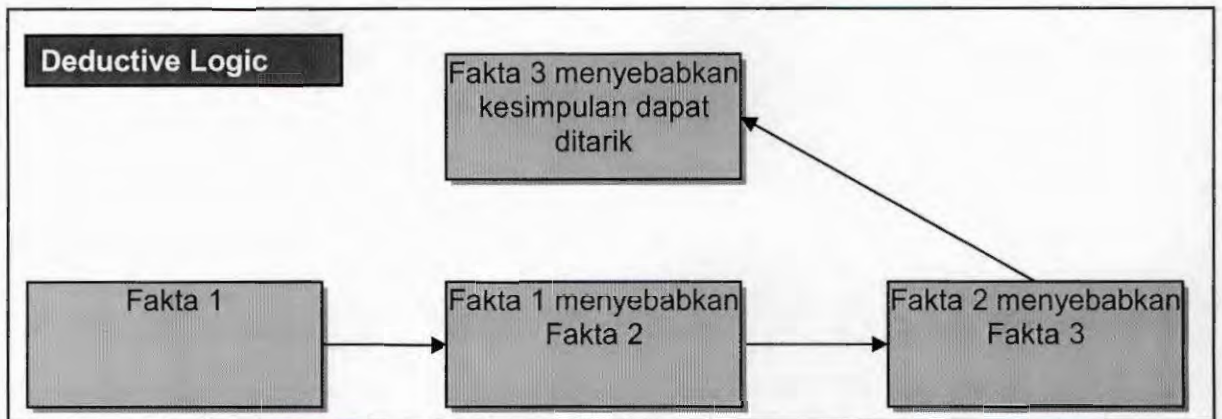 Deductive Logic
Fakta 3 menyebabkan
kesimpulan dapat
ditarik
Fakta 1
Fakta 1 menyebabkan
Fakta 2
Fakta 2 menyebabkan
Fakta 3